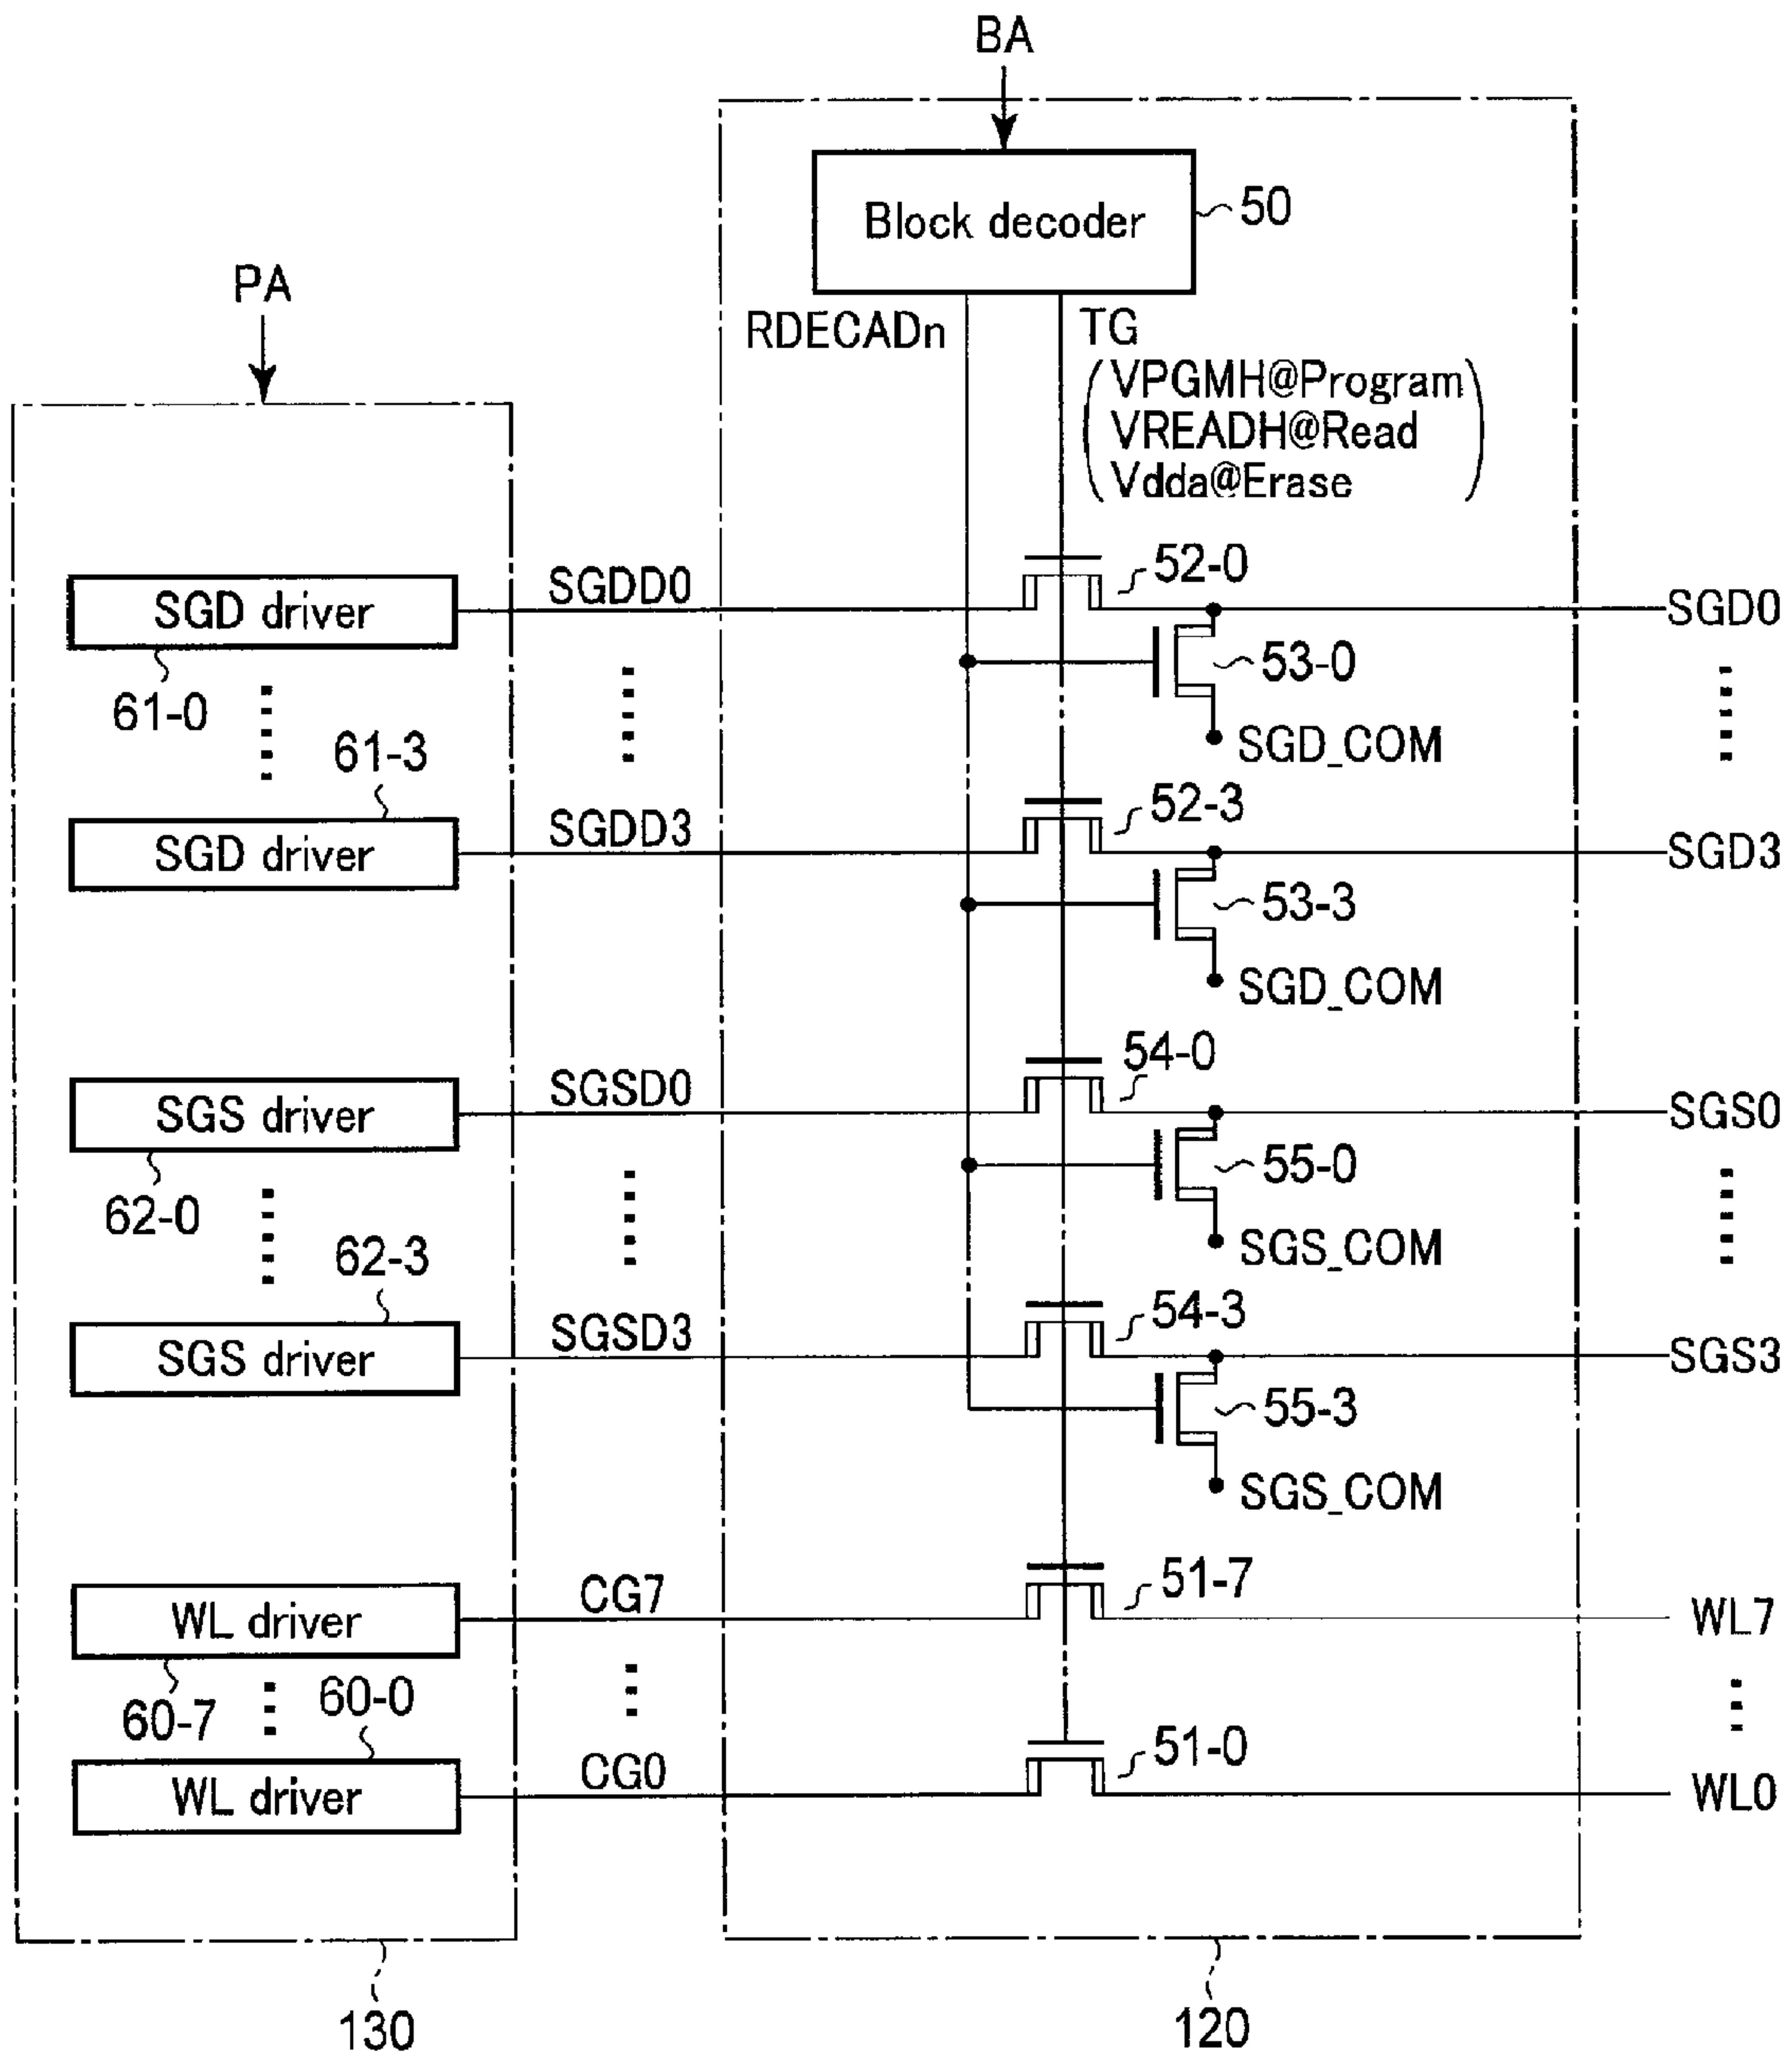 BA
Block decoder
50
PA
RDECADn
TG
VPGMH@Program
VREADH@Read
Vdda@Erase
SGD driver
SGDD0
52-0
SGD0
61-0
53-0
SGD_COM
61-3
SGD driver
SGDD3
52-3
SGD3
53-3
SGD_COM
SGS driver
SGSD0
54-0
SGS0
62-0
55-0
SGS_COM
62-3
SGS driver
SGSD3
54-3
SGS3
55-3
SGS_COM
WL driver
CG7
51-7
WL7
60-7
60-0
WL driver
CG0
51-0
WL0
130
120